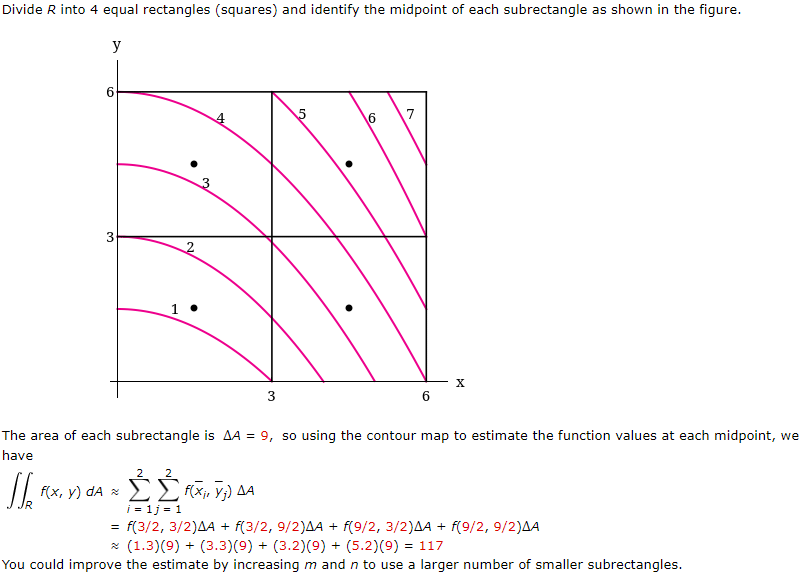 Divide R into 4 equal rectangles (squares) and identify the midpoint of each subrectangle as shown in the figure.
y
6
4
5
6
7
3
3
2
1
x
3
6
The area of each subrectangle is ΔA = 9, so using the contour map to estimate the function values at each midpoint, we
have
∬_R f(x, y) dA ≈ ∑_{i = 1}^{2} ∑_{j = 1}^{2} f(x̅_i, y̅_j) ΔA
= f(3/2, 3/2)ΔA + f(3/2, 9/2)ΔA + f(9/2, 3/2)ΔA + f(9/2, 9/2)ΔA
≈ (1.3)(9) + (3.3)(9) + (3.2)(9) + (5.2)(9) = 117
You could improve the estimate by increasing m and n to use a larger number of smaller subrectangles.